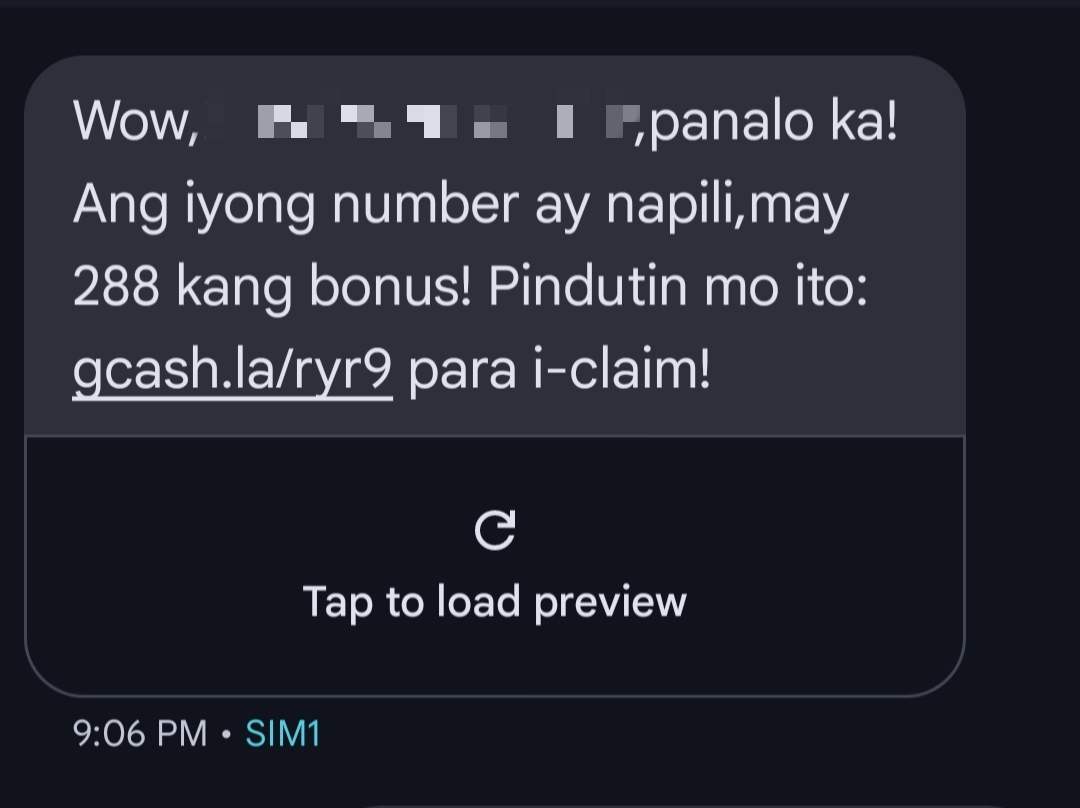 Wow, ,panalo ka!
Ang iyong number ay napili,may
288 kang bonus! Pindutin mo ito:
gcash.la/ryr9 para i-claim!
Tap to load preview
9:06 PM • SIM1